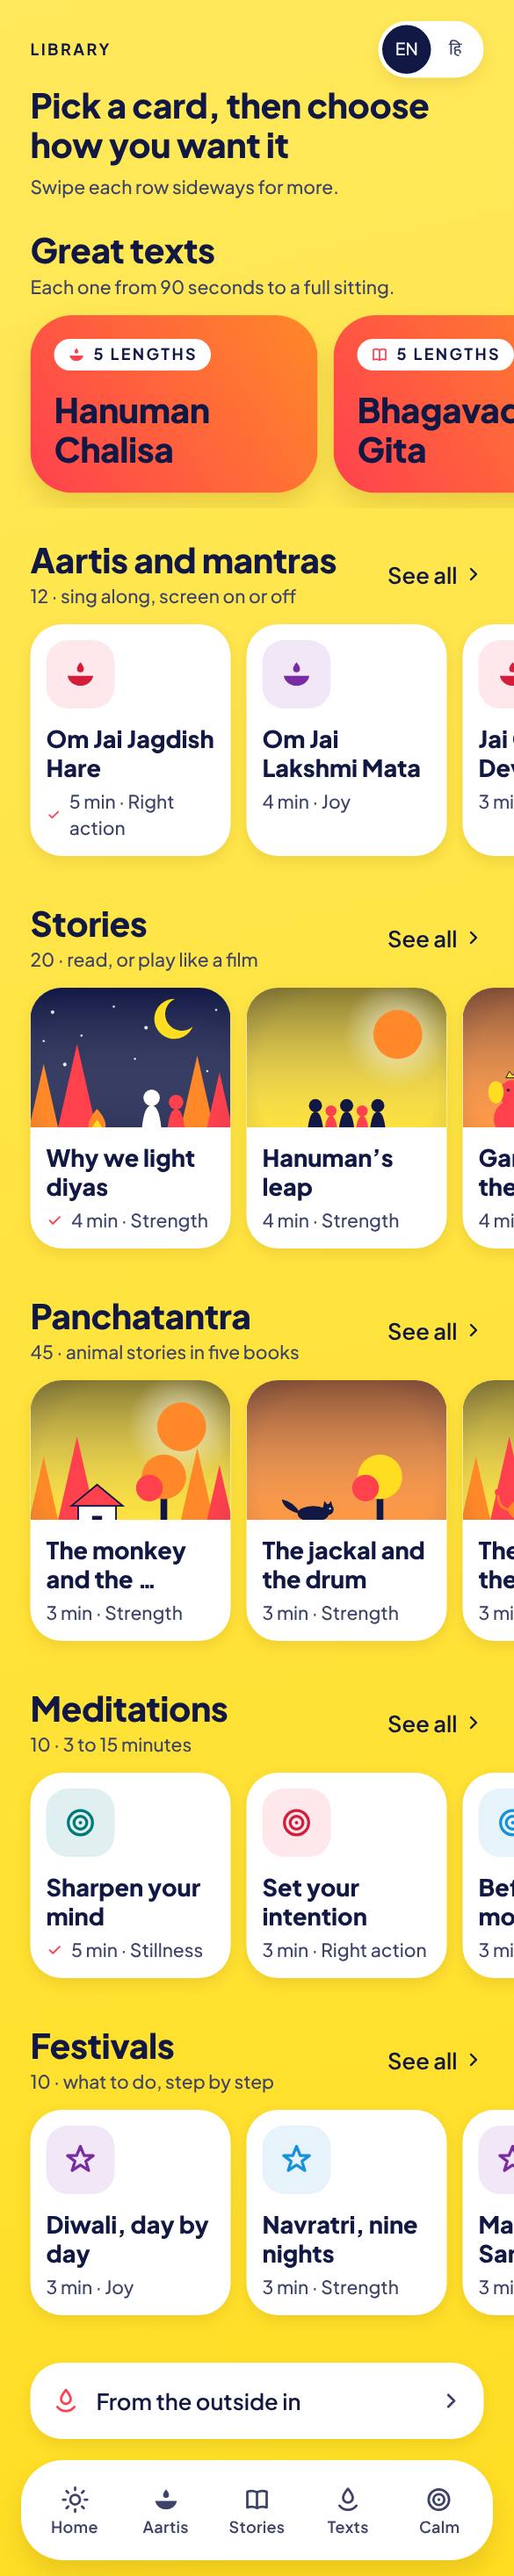 LIBRARY
EN
हि
Pick a card, then choose
how you want it
Swipe each row sideways for more.
Great texts
Each one from 90 seconds to a full sitting.
5 LENGTHS
Hanuman
Chalisa
5 LENGTHS
Gita
Aartis and mantras
See all
12 · sing along, screen on or off
Om Jai Jagdish
Hare
5 min · Right
action
Om Jai
Lakshmi Mata
4 min · Joy
Jai
3
Stories
See all
20 · read, or play like a film
Why we light
diyas
4 min · Strength
Hanuman’s
leap
4 min · Strength
4
Panchatantra
See all
45 · animal stories in five books
The monkey
and the ...
3 min · Strength
The jackal and
the drum
3 min · Strength
The
the
3
Meditations
See all
10 · 3 to 15 minutes
Sharpen your
mind
5 min · Stillness
Set your
intention
3 min · Right action
3
Festivals
See all
10 · what to do, step by step
Diwali, day by
day
3 min · Joy
Navratri, nine
nights
3 min · Strength
3
From the outside in
Home
Aartis
Stories
Texts
Calm